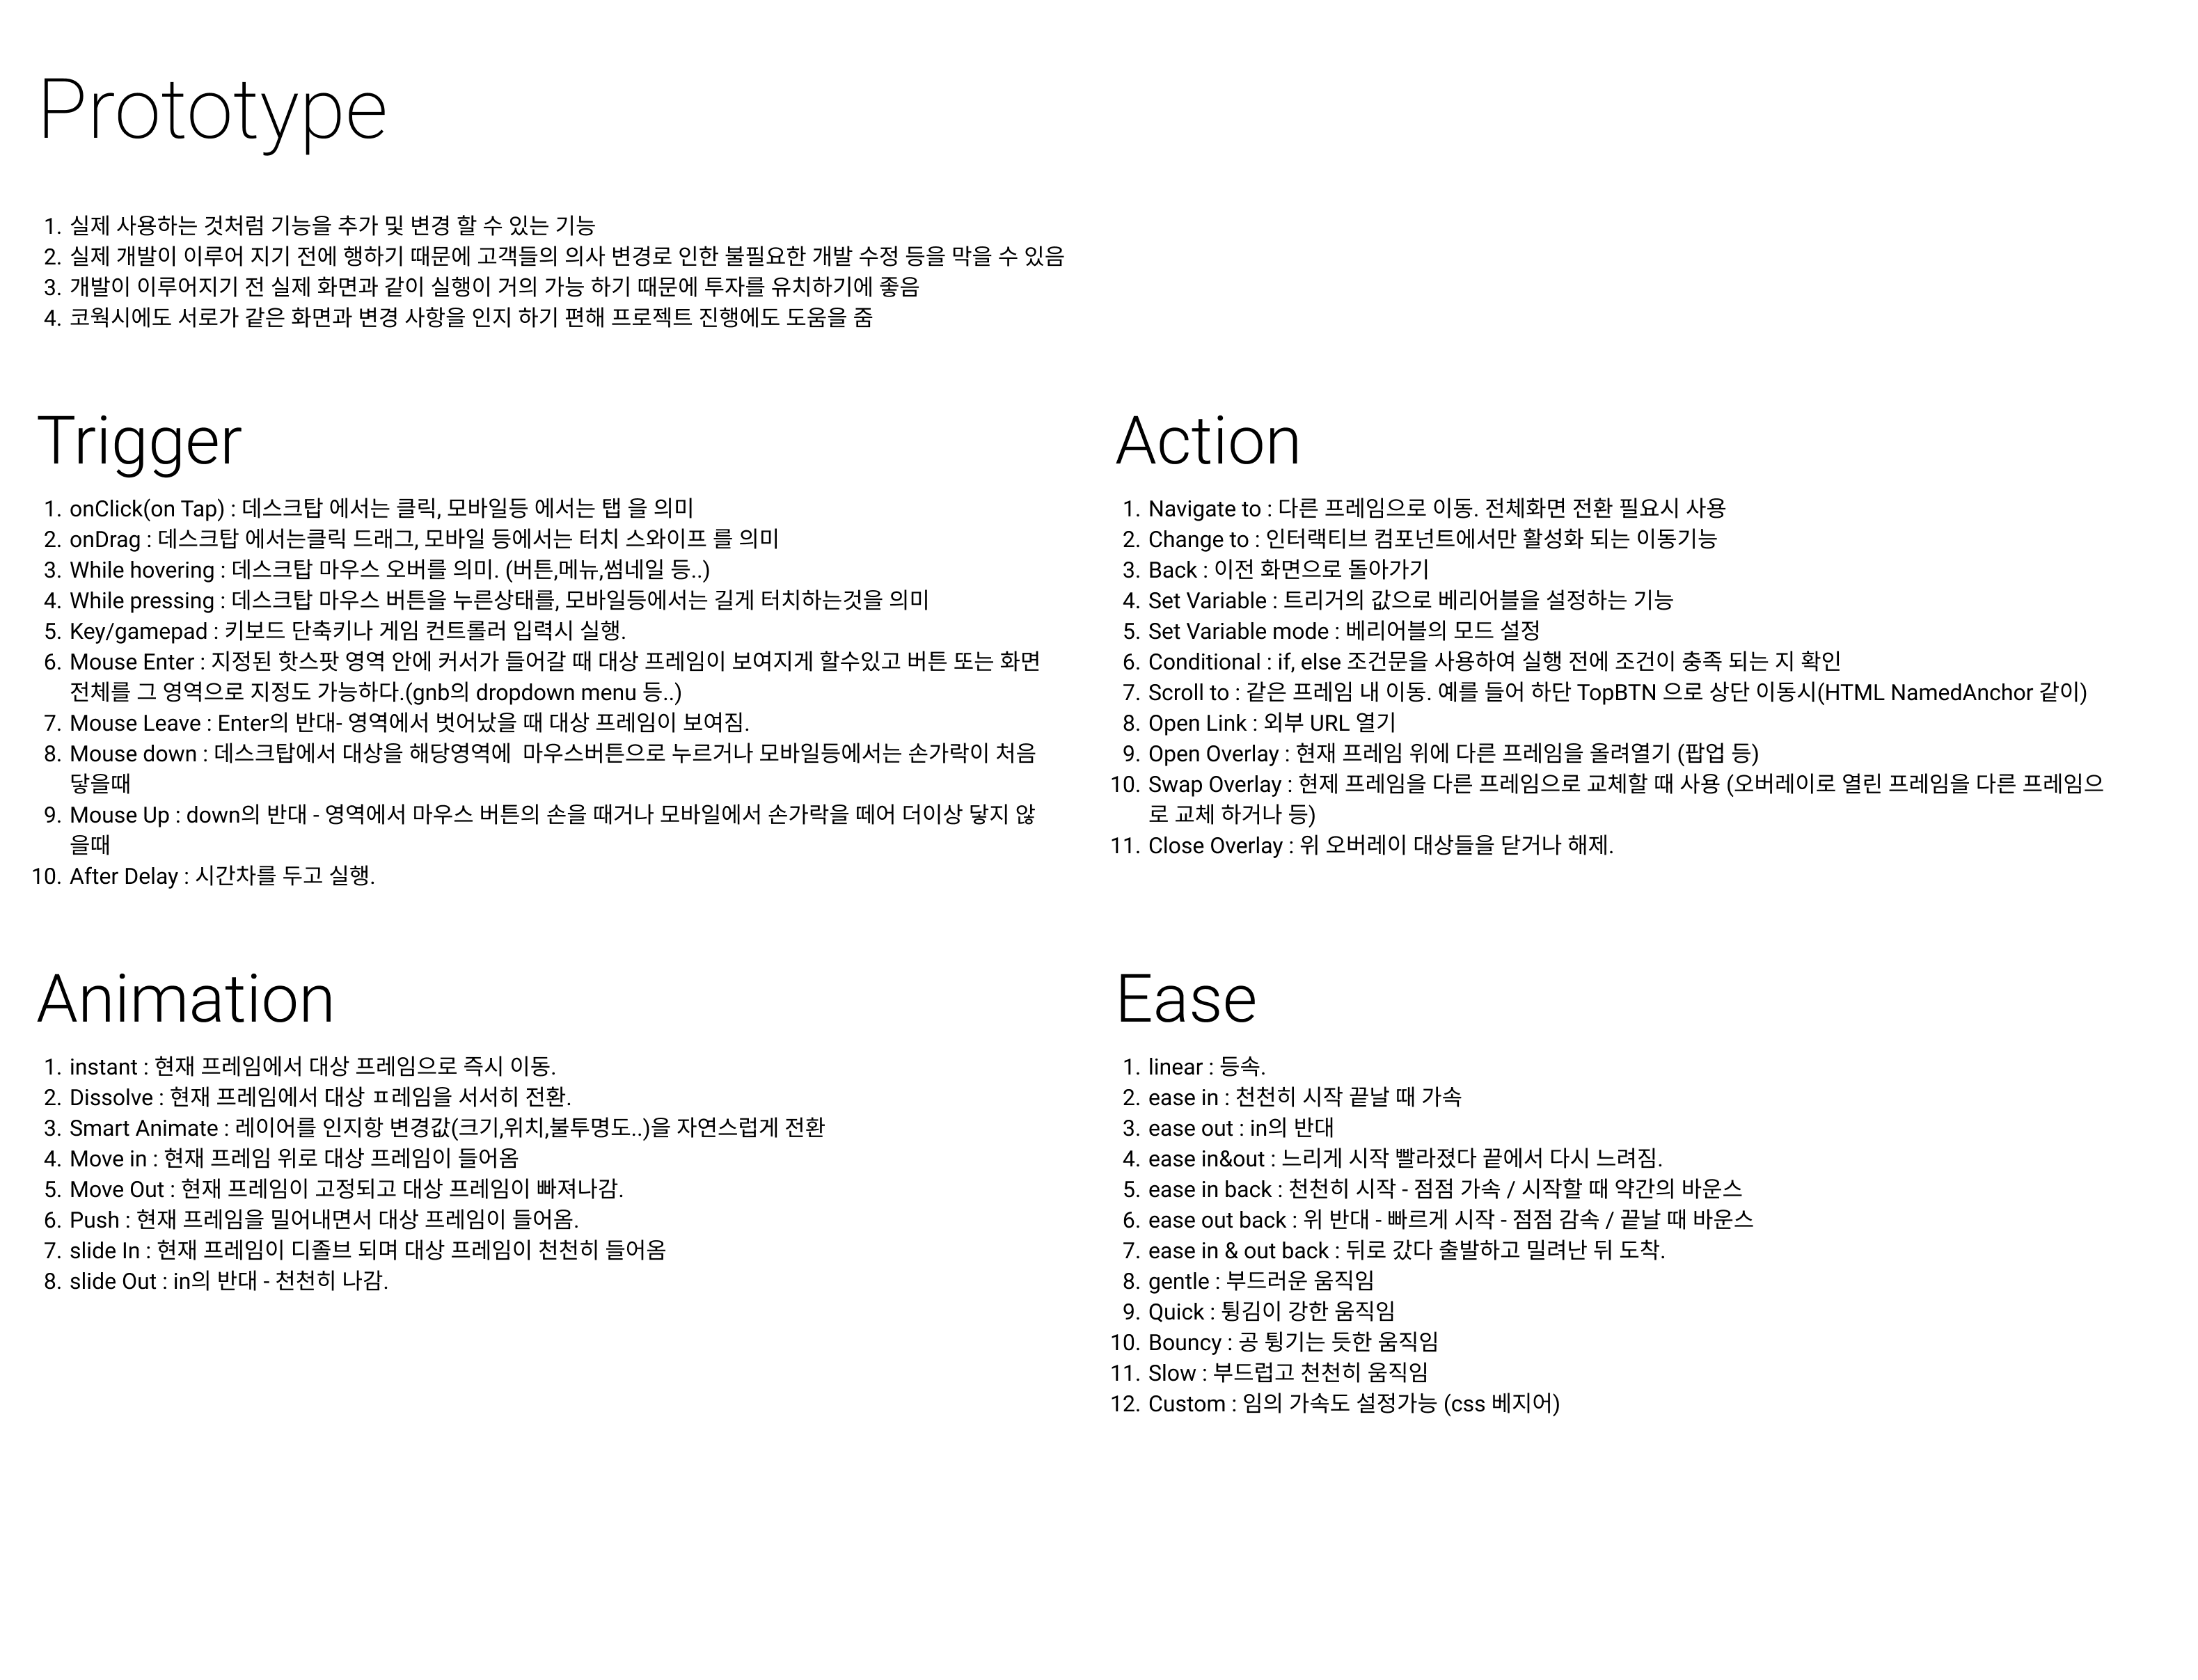 Prototype
1. 실제 사용하는 것처럼 기능을 추가 및 변경 할 수 있는 기능
2. 실제 개발이 이루어 지기 전에 행하기 때문에 고객들의 의사 변경로 인한 불필요한 개발 수정 등을 막을 수 있음
3. 개발이 이루어지기 전 실제 화면과 같이 실행이 거의 가능 하기 때문에 투자를 유치하기에 좋음
4. 코웍시에도 서로가 같은 화면과 변경 사항을 인지 하기 편해 프로젝트 진행에도 도움을 줌
Trigger
1. onClick(on Tap) : 데스크탑 에서는 클릭, 모바일등 에서는 탭 을 의미
2. onDrag : 데스크탑 에서는클릭 드래그, 모바일 등에서는 터치 스와이프 를 의미
3. While hovering : 데스크탑 마우스 오버를 의미. (버튼,메뉴,썸네일 등..)
4. While pressing : 데스크탑 마우스 버튼을 누른상태를, 모바일등에서는 길게 터치하는것을 의미
5. Key/gamepad : 키보드 단축키나 게임 컨트롤러 입력시 실행.
6. Mouse Enter : 지정된 핫스팟 영역 안에 커서가 들어갈 때 대상 프레임이 보여지게 할수있고 버튼 또는 화면
전체를 그 영역으로 지정도 가능하다.(gnb의 dropdown menu 등..)
7. Mouse Leave : Enter의 반대- 영역에서 벗어났을 때 대상 프레임이 보여짐.
8. Mouse down : 데스크탑에서 대상을 해당영역에  마우스버튼으로 누르거나 모바일등에서는 손가락이 처음
닿을때
9. Mouse Up : down의 반대 - 영역에서 마우스 버튼의 손을 때거나 모바일에서 손가락을 떼어 더이상 닿지 않
을때
10. After Delay : 시간차를 두고 실행.
Action
1. Navigate to : 다른 프레임으로 이동. 전체화면 전환 필요시 사용
2. Change to : 인터랙티브 컴포넌트에서만 활성화 되는 이동기능
3. Back : 이전 화면으로 돌아가기
4. Set Variable : 트리거의 값으로 베리어블을 설정하는 기능
5. Set Variable mode : 베리어블의 모드 설정
6. Conditional : if, else 조건문을 사용하여 실행 전에 조건이 충족 되는 지 확인
7. Scroll to : 같은 프레임 내 이동. 예를 들어 하단 TopBTN 으로 상단 이동시(HTML NamedAnchor 같이)
8. Open Link : 외부 URL 열기
9. Open Overlay : 현재 프레임 위에 다른 프레임을 올려열기 (팝업 등)
10. Swap Overlay : 현제 프레임을 다른 프레임으로 교체할 때 사용 (오버레이로 열린 프레임을 다른 프레임으
로 교체 하거나 등)
11. Close Overlay : 위 오버레이 대상들을 닫거나 해제.
Animation
1. instant : 현재 프레임에서 대상 프레임으로 즉시 이동.
2. Dissolve : 현재 프레임에서 대상 ㅍ레임을 서서히 전환.
3. Smart Animate : 레이어를 인지항 변경값(크기,위치,불투명도..)을 자연스럽게 전환
4. Move in : 현재 프레임 위로 대상 프레임이 들어옴
5. Move Out : 현재 프레임이 고정되고 대상 프레임이 빠져나감.
6. Push : 현재 프레임을 밀어내면서 대상 프레임이 들어옴.
7. slide In : 현재 프레임이 디졸브 되며 대상 프레임이 천천히 들어옴
8. slide Out : in의 반대 - 천천히 나감.
Ease
1. linear : 등속.
2. ease in : 천천히 시작 끝날 때 가속
3. ease out : in의 반대
4. ease in&out : 느리게 시작 빨라졌다 끝에서 다시 느려짐.
5. ease in back : 천천히 시작 - 점점 가속 / 시작할 때 약간의 바운스
6. ease out back : 위 반대 - 빠르게 시작 - 점점 감속 / 끝날 때 바운스
7. ease in & out back : 뒤로 갔다 출발하고 밀려난 뒤 도착.
8. gentle : 부드러운 움직임
9. Quick : 튕김이 강한 움직임
10. Bouncy : 공 튕기는 듯한 움직임
11. Slow : 부드럽고 천천히 움직임
12. Custom : 임의 가속도 설정가능 (css 베지어)